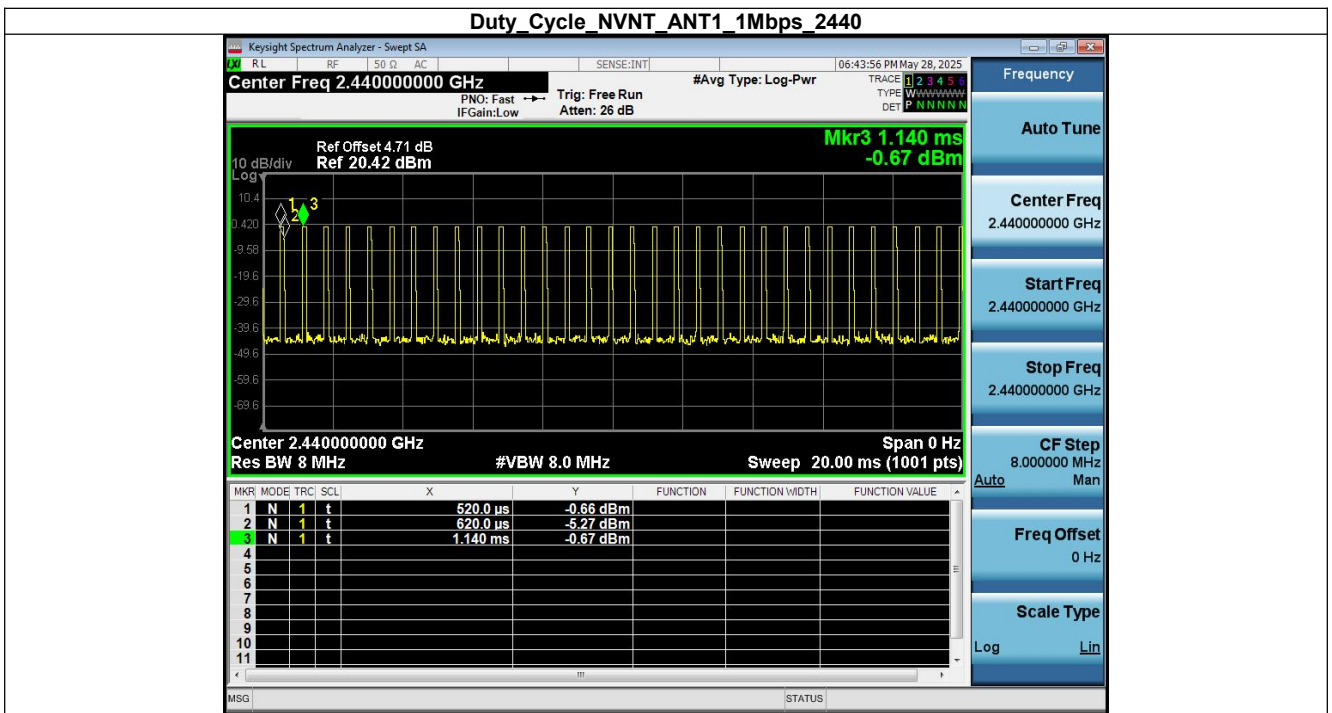 Duty_Cycle_NVNT_ANT1_1Mbps_2440
Keysight Spectrum Analyzer - Swept SA
LXI RL RF 50 Ω AC SENSE:INT 06:43:56 PM May 28, 2025
Center Freq 2.440000000 GHz #Avg Type: Log-Pwr TRACE 1 2 3 4 5 6
PNO: Fast Trig: Free Run TYPE WWWWWW
IFGain:Low Atten: 26 dB DET P N N N N N
Mkr3 1.140 ms
-0.67 dBm
Ref Offset 4.71 dB
10 dB/div Ref 20.42 dBm
Log
10.4
0.420
-9.58
-19.6
-29.6
-39.6
-49.6
-59.6
-69.6
1
2
3
Center 2.440000000 GHz Span 0 Hz
Res BW 8 MHz #VBW 8.0 MHz Sweep 20.00 ms (1001 pts)
MKR MODE TRC SCL X Y FUNCTION FUNCTION WIDTH FUNCTION VALUE
1 N 1 t 520.0 µs -0.66 dBm
2 N 1 t 620.0 µs -5.27 dBm
3 N 1 t 1.140 ms -0.67 dBm
4
5
6
7
8
9
10
11
MSG STATUS
Frequency
Auto Tune
Center Freq
2.440000000 GHz
Start Freq
2.440000000 GHz
Stop Freq
2.440000000 GHz
CF Step
8.000000 MHz
Auto Man
Freq Offset
0 Hz
Scale Type
Log Lin